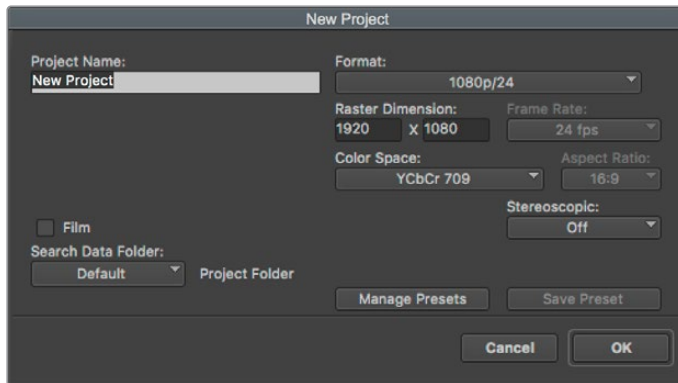 New Project
Project Name:
New Project
Format:
1080p/24
Raster Dimension:
Frame Rate:
1920 x 1080
24 fps
Color Space:
Aspect Ratio:
YCbCr 709
16:9
Stereoscopic:
Off
Film
Search Data Folder:
Default
Project Folder
Manage Presets
Save Preset
Cancel
OK